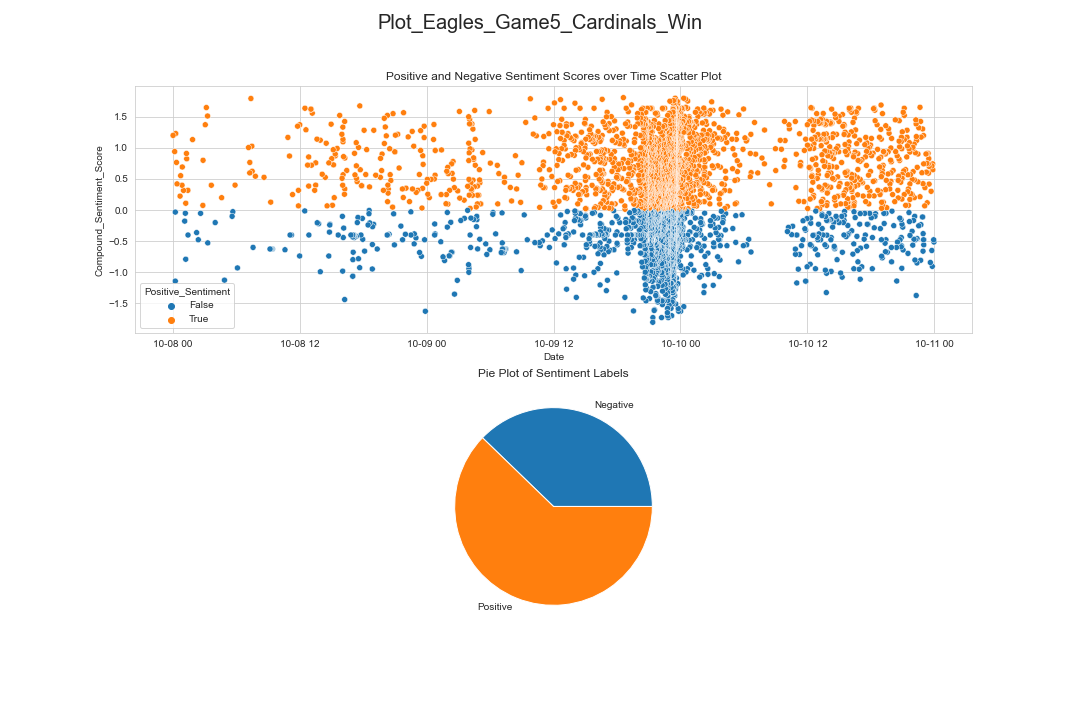 Plot_Eagles_Game5_Cardinals_Win
Positive and Negative Sentiment Scores over Time Scatter Plot
Compound_Sentiment_Score
1.5
1.0
0.5
0.0
−0.5
−1.0
−1.5
Positive_Sentiment
False
True
10-08 00
10-08 12
10-09 00
10-09 12
10-10 00
10-10 12
10-11 00
Date
Pie Plot of Sentiment Labels
Negative
Positive